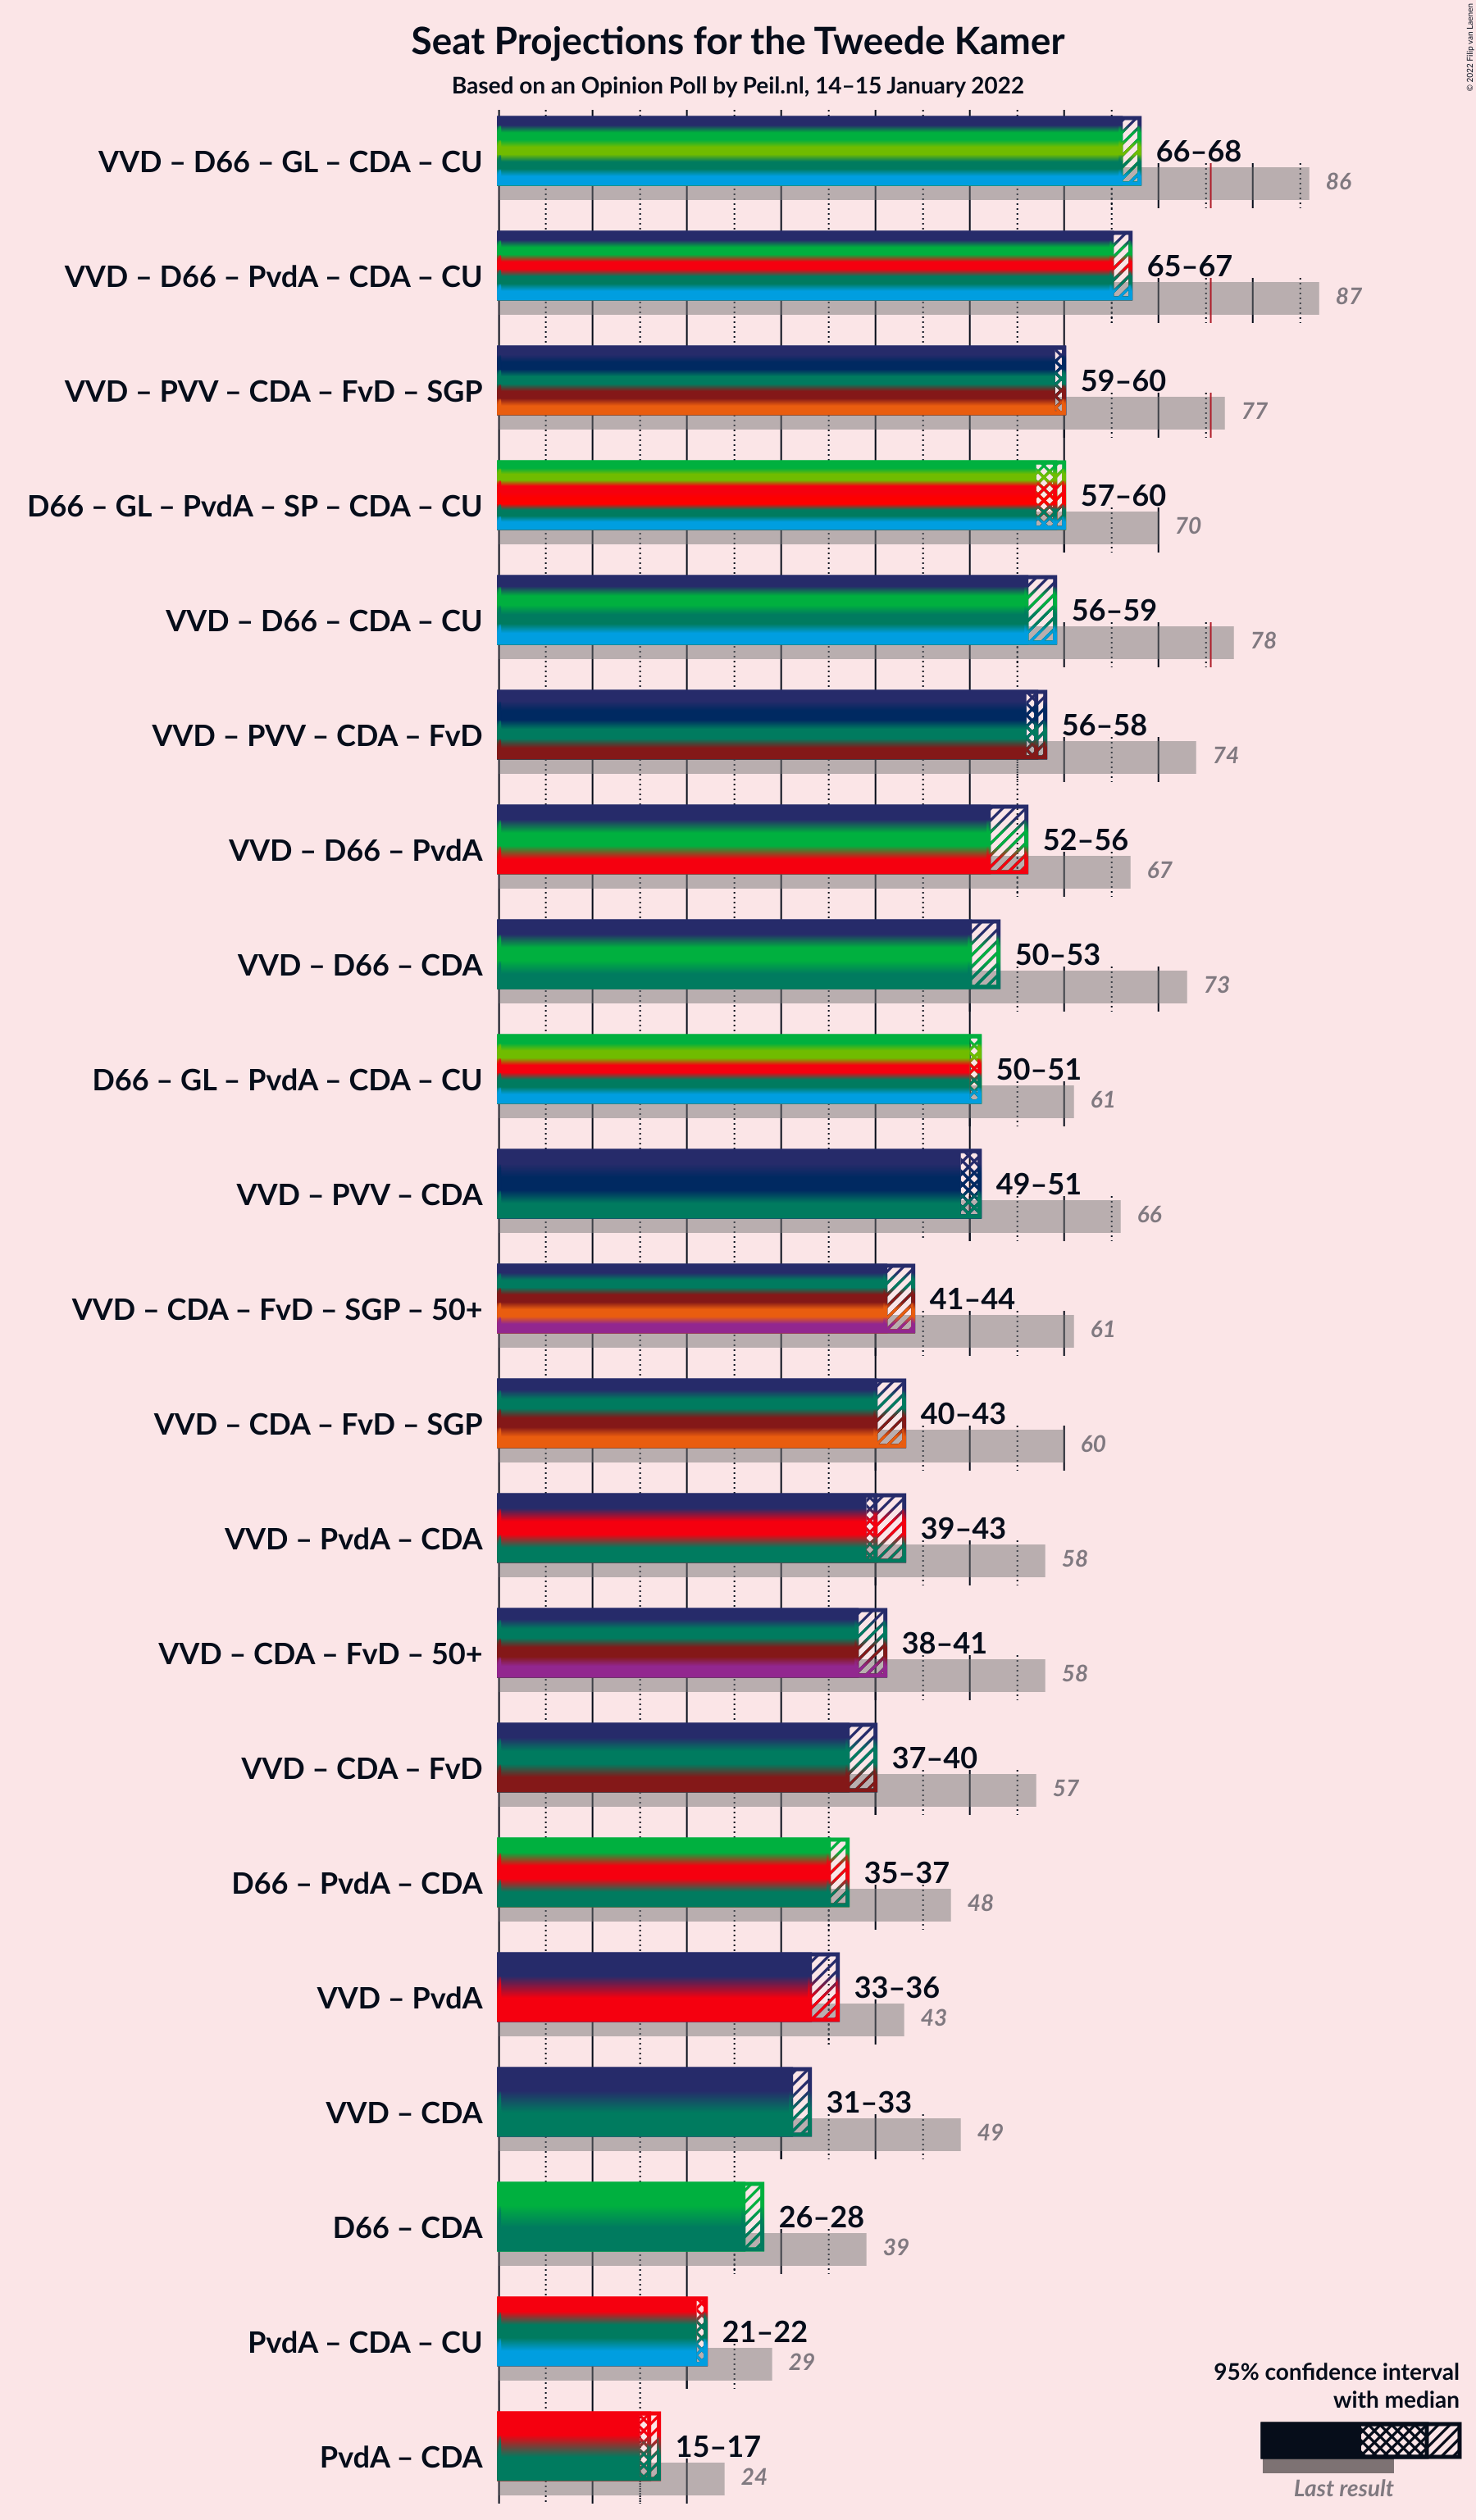 © 2022 Filip van Laenen
Seat Projections for the Tweede Kamer
Based on an Opinion Poll by Peil.nl, 14–15 January 2022
VVD – D66 – GL – CDA – CU 66–68 86
VVD – D66 – PvdA – CDA – CU 65–67 87
VVD – PVV – CDA – FvD – SGP 59–60 77
D66 – GL – PvdA – SP – CDA – CU 57–60 70
VVD – D66 – CDA – CU 56–59 78
VVD – PVV – CDA – FvD 56–58 74
VVD – D66 – PvdA 52–56 67
VVD – D66 – CDA 50–53 73
D66 – GL – PvdA – CDA – CU 50–51 61
VVD – PVV – CDA 49–51 66
VVD – CDA – FvD – SGP – 50+ 41–44 61
VVD – CDA – FvD – SGP 40–43 60
VVD – PvdA – CDA 39–43 58
VVD – CDA – FvD – 50+ 38–41 58
VVD – CDA – FvD 37–40 57
D66 – PvdA – CDA 35–37 48
VVD – PvdA 33–36 43
VVD – CDA 31–33 49
D66 – CDA 26–28 39
PvdA – CDA – CU 21–22 29
PvdA – CDA 15–17 24
95% confidence interval
with median
Last result